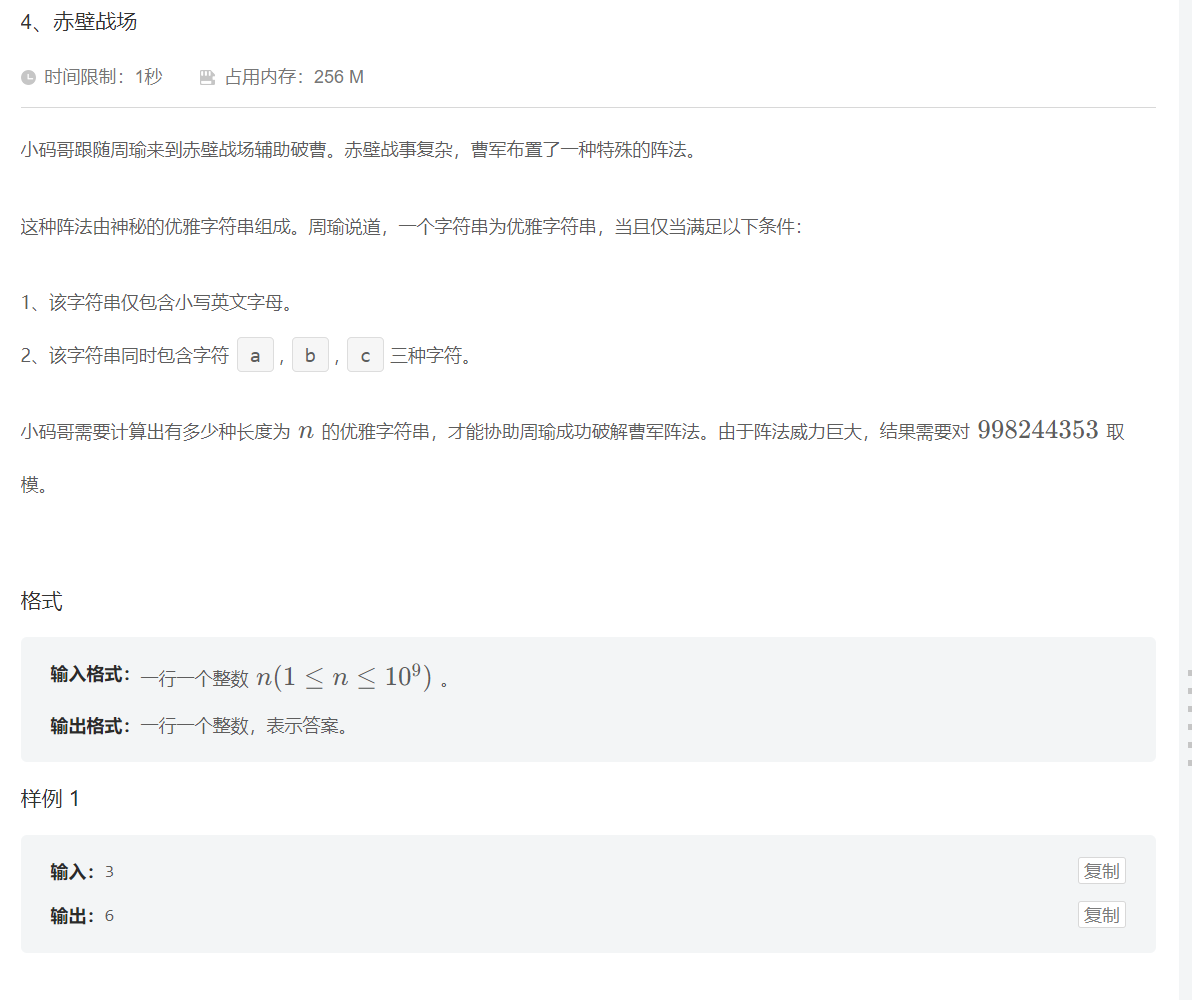 4、赤壁战场
时间限制：1秒 占用内存：256 M
小码哥跟随周瑜来到赤壁战场辅助破曹。赤壁战事复杂，曹军布置了一种特殊的阵法。
这种阵法由神秘的优雅字符串组成。周瑜说道，一个字符串为优雅字符串，当且仅当满足以下条件：
1、该字符串仅包含小写英文字母。
2、该字符串同时包含字符 a , b , c 三种字符。
小码哥需要计算出有多少种长度为 n 的优雅字符串，才能协助周瑜成功破解曹军阵法。由于阵法威力巨大，结果需要对 998244353 取
模。
格式
输入格式：一行一个整数 n(1 ≤ n ≤ 10⁹) 。
输出格式：一行一个整数，表示答案。
样例 1
输入：3 复制
输出：6 复制